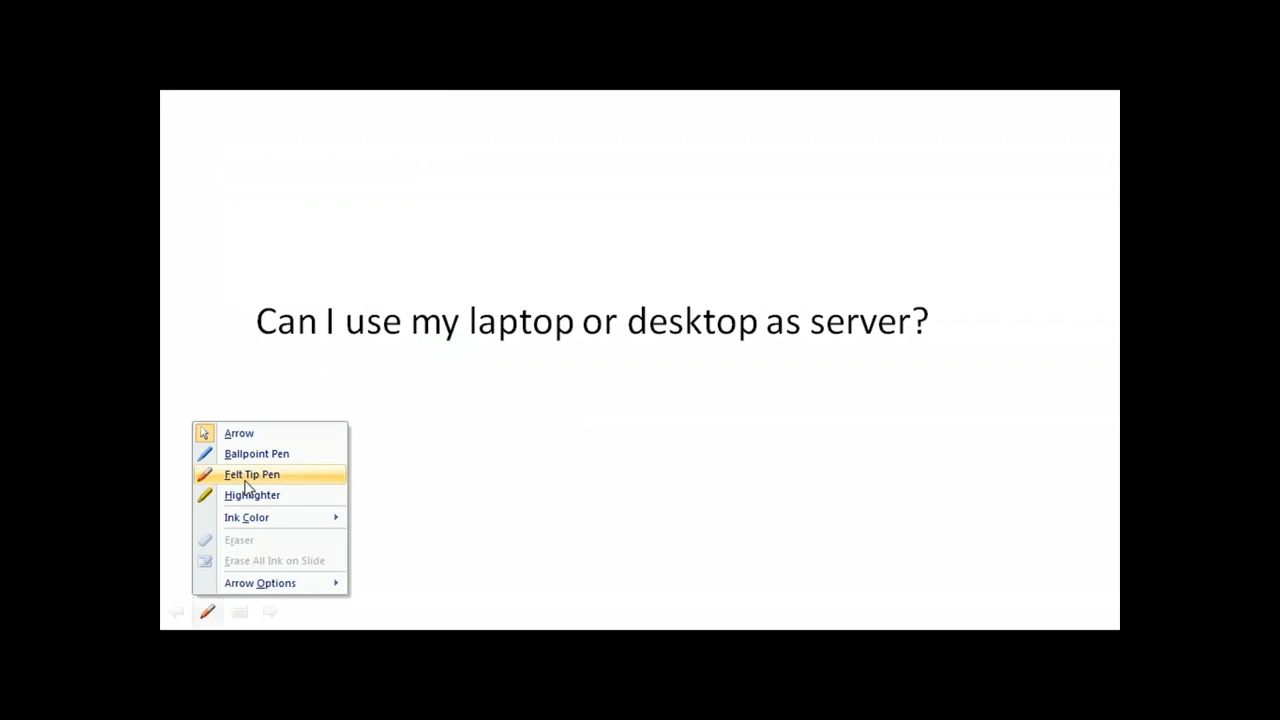 Can I use my laptop or desktop as server?
Arrow
Ballpoint Pen
Felt Tip Pen
Highlighter
Ink Color
Eraser
Erase All Ink on Slide
Arrow Options